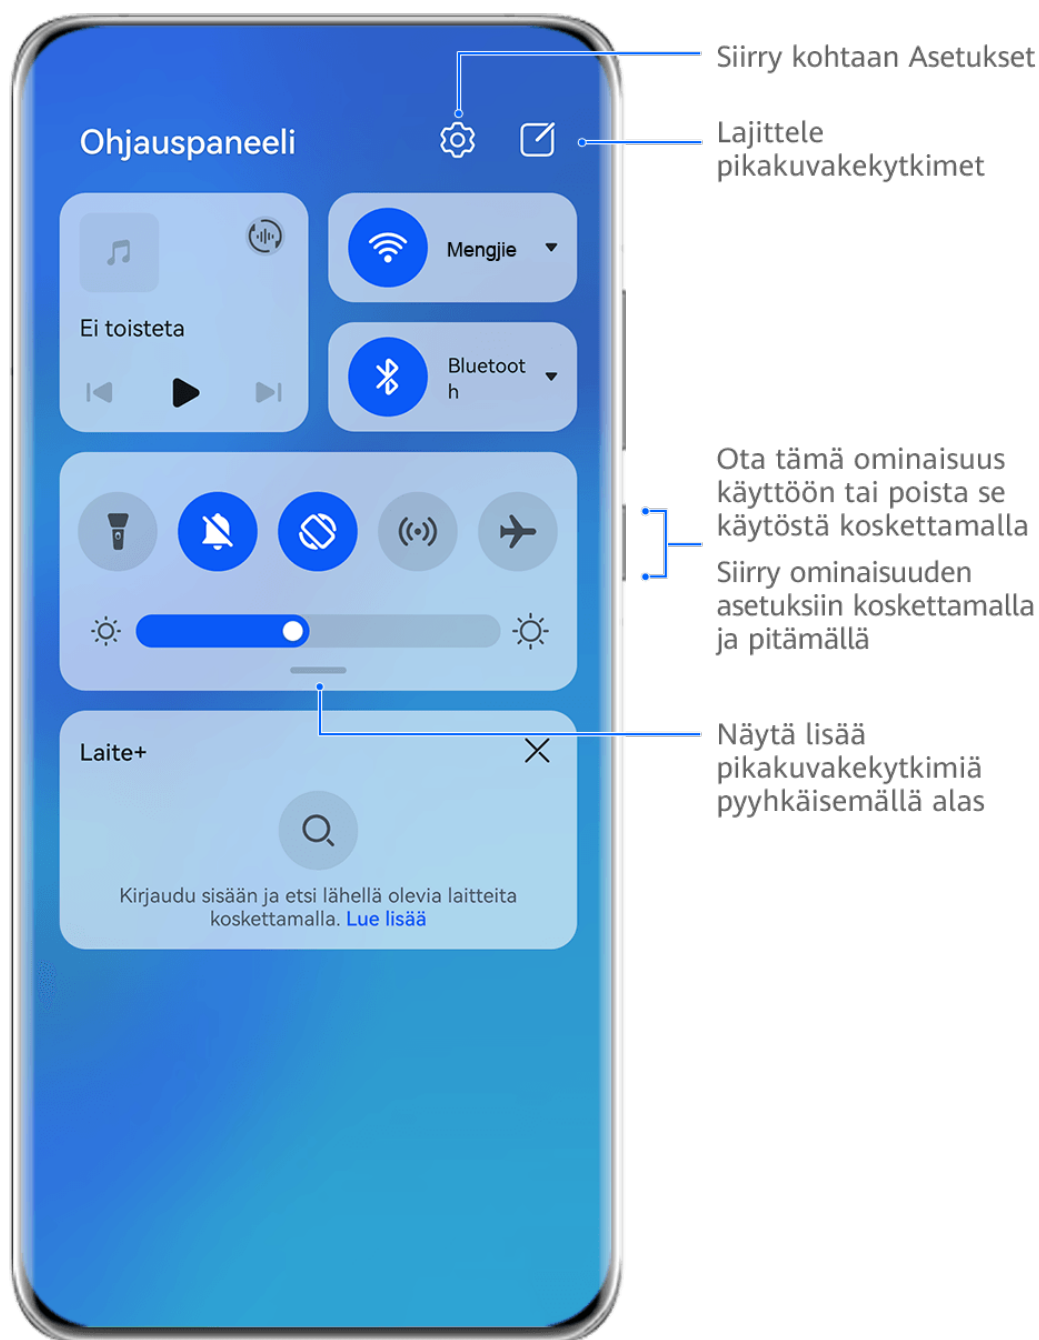 Siirry kohtaan Asetukset
Ohjauspaneeli
Lajittele
pikakuvakekytkimet
Mengjie
Ei toisteta
Bluetoot
h
Ota tämä ominaisuus
käyttöön tai poista se
käytöstä koskettamalla
Siirry ominaisuuden
asetuksiin koskettamalla
ja pitämällä
Näytä lisää
pikakuvakekytkimiä
pyyhkäisemällä alas
Laite+
Kirjaudu sisään ja etsi lähellä olevia laitteita
koskettamalla. Lue lisää